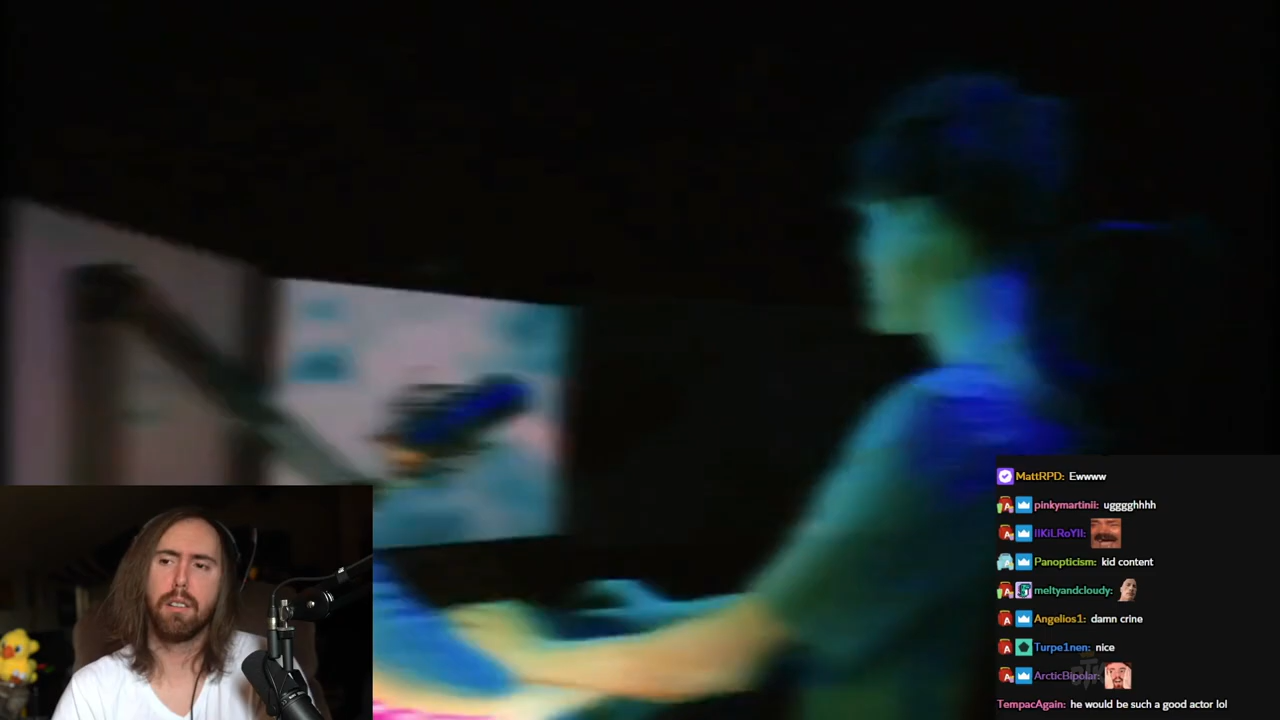 MattRPD: Ewwww
pinkymartinii: ugggghhhh
IIKiLRoYII:
Panopticism: kid content
meltyandcloudy:
Angelios1: damn crine
Turpe1nen: nice
ArcticBipolar:
TempacAgain: he would be such a good actor lol